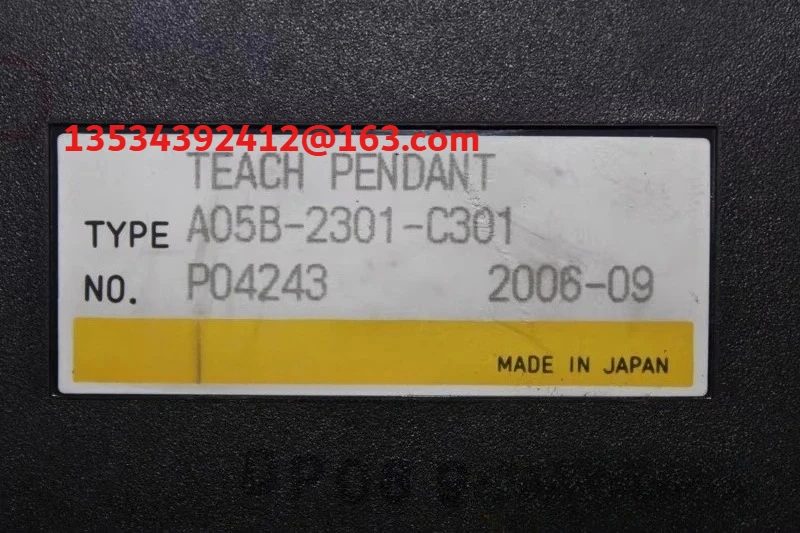 13534392412@163.com
TEACH PENDANT
TYPE A05B-2301-C301
NO. P04243 2006-09
MADE IN JAPAN